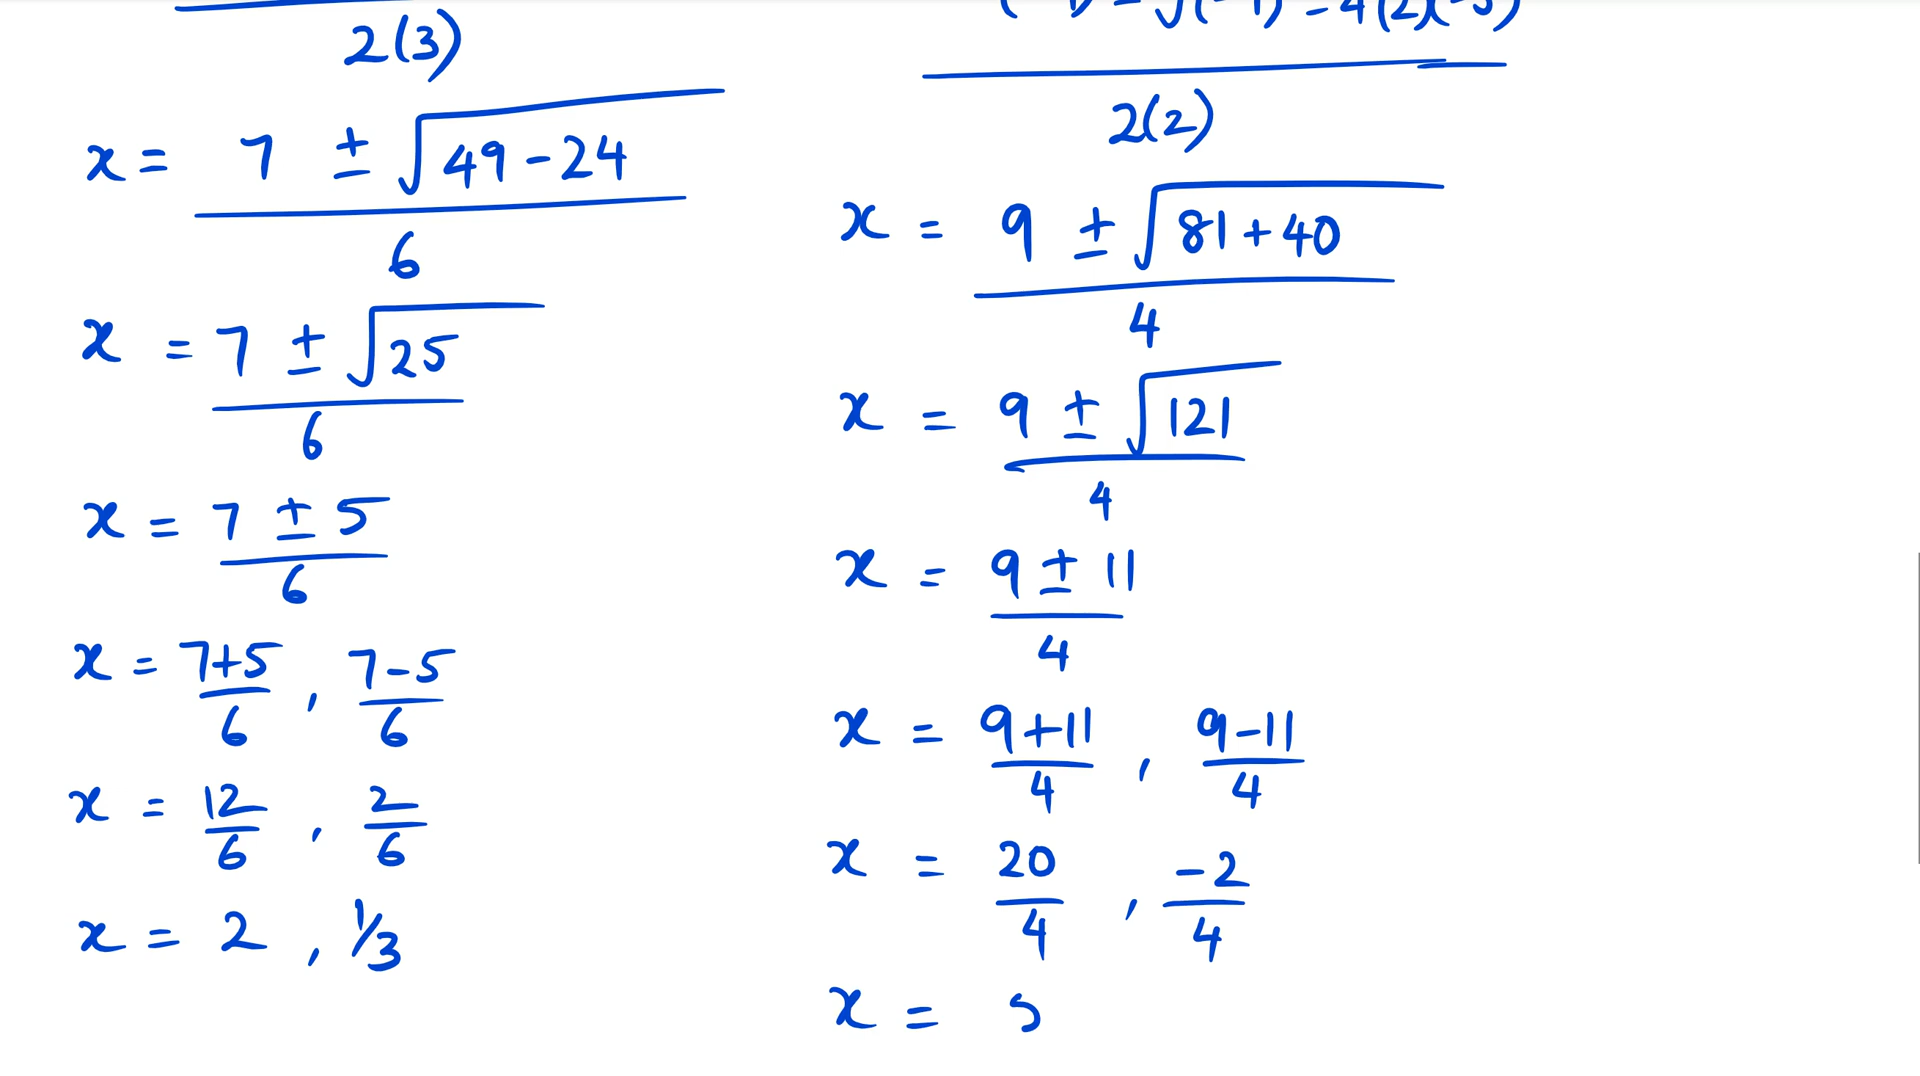 2(3)
x = 7 ± √49-24
6
x = 7 ± √25
6
x = 7 ± 5
6
x = 7+5/6 , 7-5/6
x = 12/6 , 2/6
x = 2 , 1/3
2(2)
x = 9 ± √81+40
4
x = 9 ± √121
4
x = 9 ± 11
4
x = 9+11/4 , 9-11/4
x = 20/4 , -2/4
x =